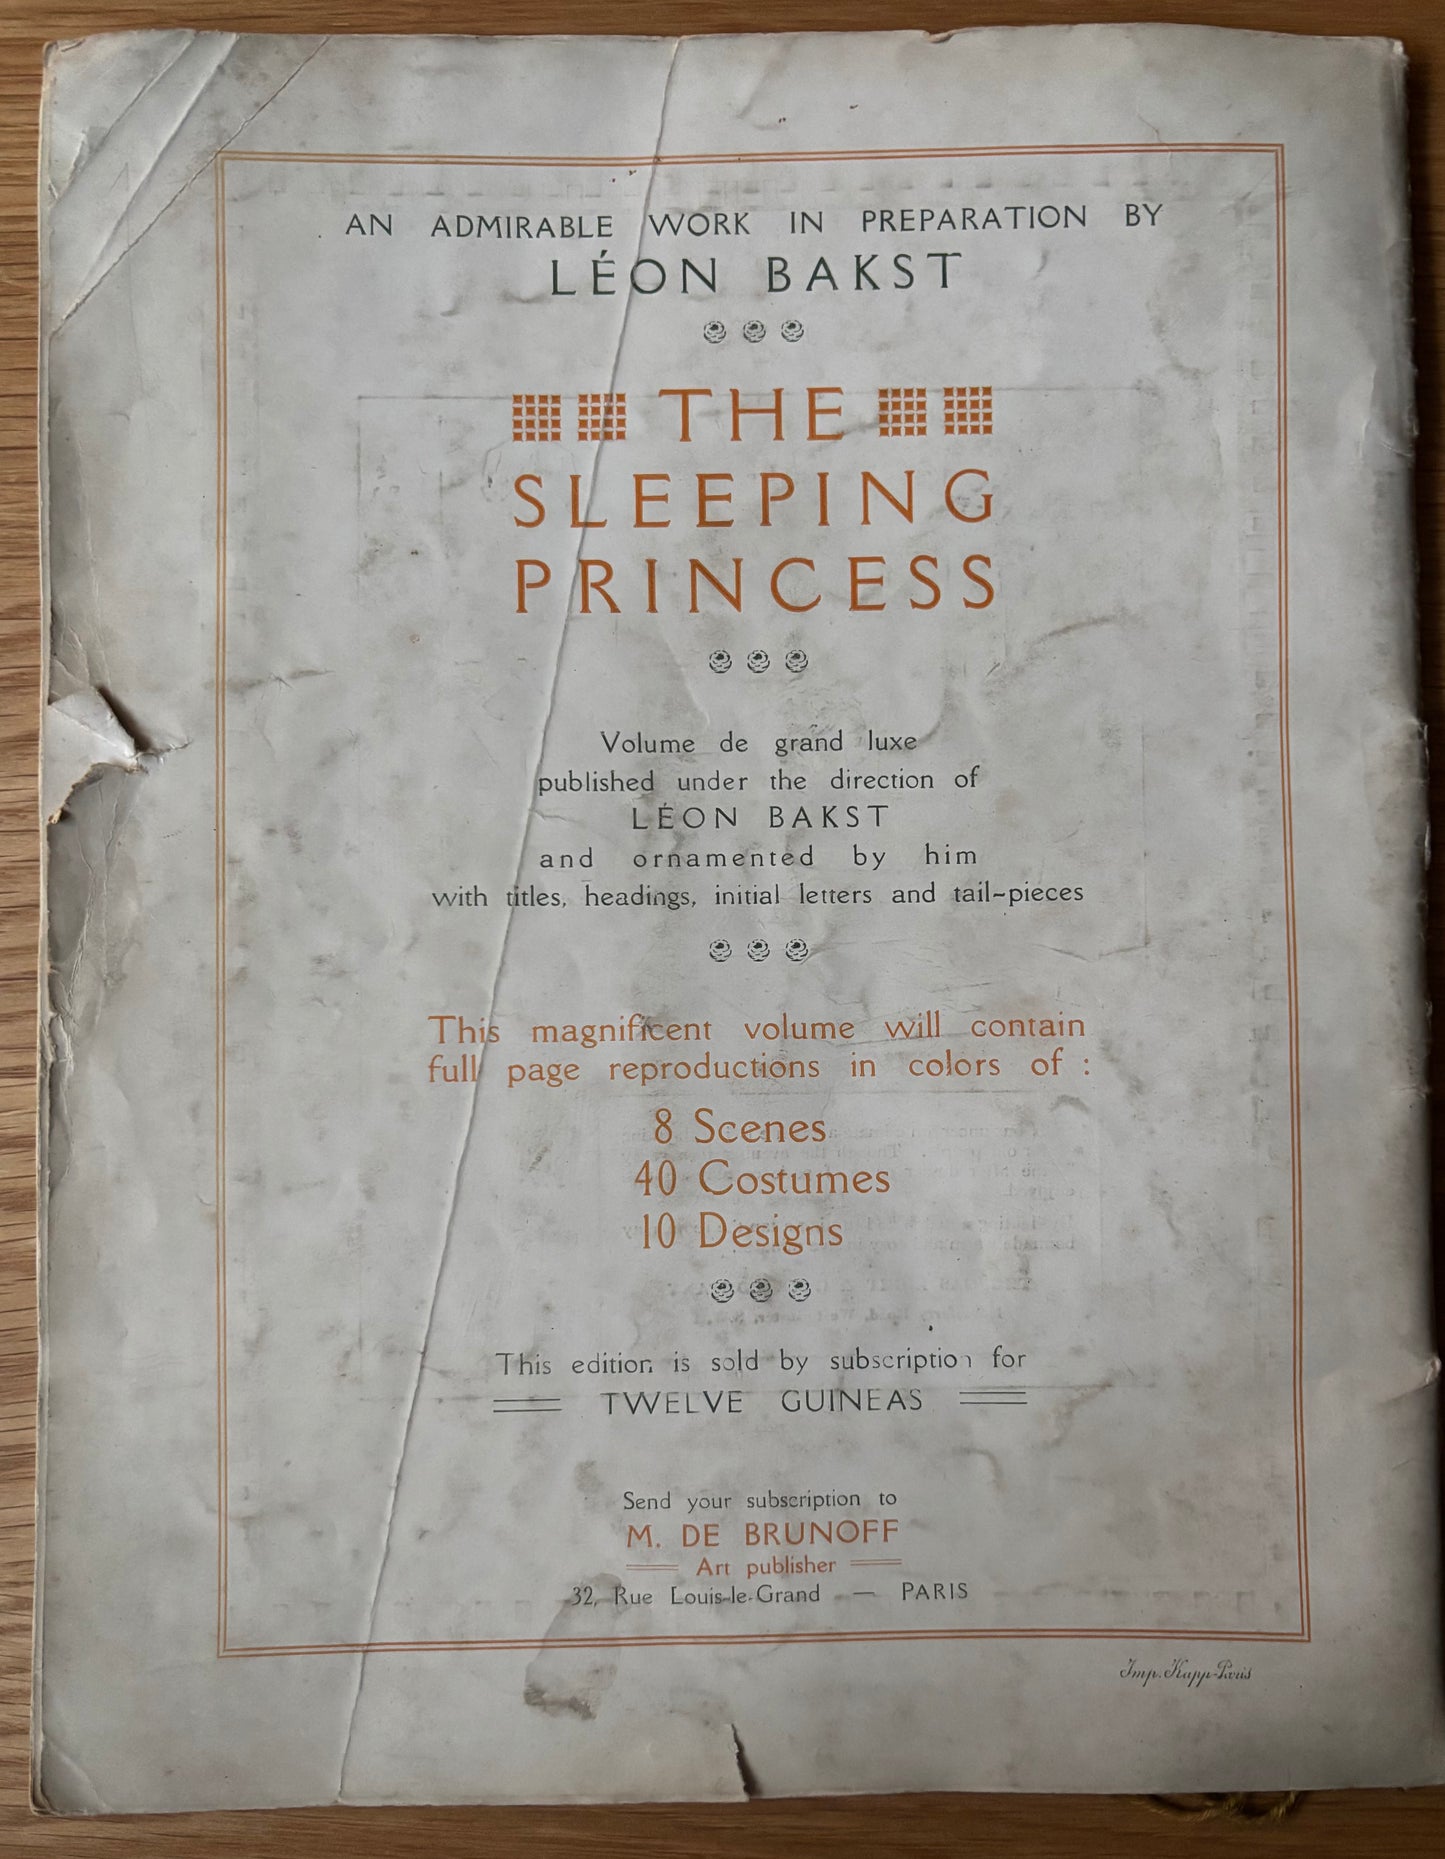 AN ADMIRABLE WORK IN PREPARATION BY
LÉON BAKST
THE
SLEEPING
PRINCESS
Volume de grand luxe
published under the direction of
LÉON BAKST
and ornamented by him
with titles, headings, initial letters and tail-pieces
This magnificent volume will contain
full page reproductions in colors of :
8 Scenes
40 Costumes
10 Designs
This edition is sold by subscription for
TWELVE GUINEAS
Send your subscription to
M. DE BRUNOFF
Art publisher
32, Rue Louis-le-Grand — PARIS
Imp. Kapp-Paris